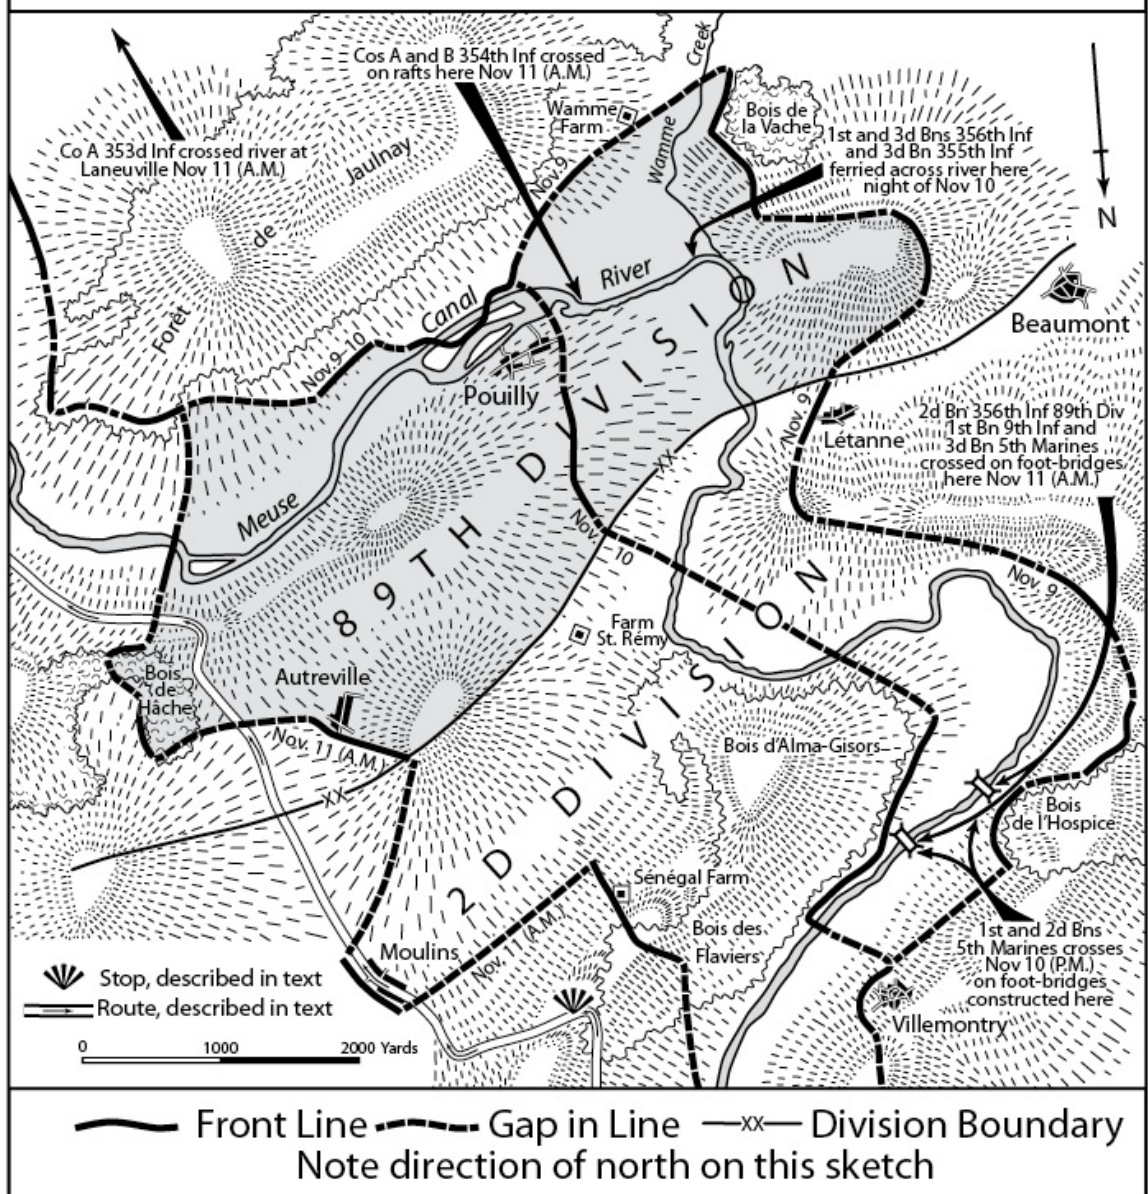 Creek
Cos A and B 354th Inf crossed
on rafts here Nov 11 (A.M.)
Wamme
Farm
Bois de
la Vache
Wamme
1st and 3d Bns 356th Inf
and 3d Bn 355th Inf
ferried across river here
night of Nov 10
Co A 353d Inf crossed river at
Laneuville Nov 11 (A.M.)
Forêt
de
Jaulnay
Nov. 9
N
River
Canal
Beaumont
Nov. 9 - 10
Pouilly
Nov. 9
Létanne
2d Bn 356th Inf 89th Div
1st Bn 9th Inf and
3d Bn 5th Marines
crossed on foot-bridges
here Nov 11 (A.M.)
XX
Meuse
89TH DIVISION
Nov. 10
Nov. 9
Farm
St. Rémy
Bois
de
Hâche
Autreville
Nov. 11 (A.M.)
XX
2D DIVISION
Bois d'Alma-Gisors
Bois
de l'Hospice
Sénégal Farm
Bois des
Flaviers
Moulins
Nov. 11 (A.M.)
1st and 2d Bns
5th Marines crosses
Nov 10 (P.M.)
on foot-bridges
constructed here
Villemontry
Stop, described in text
Route, described in text
0 1000 2000 Yards
Front Line Gap in Line XX Division Boundary
Note direction of north on this sketch